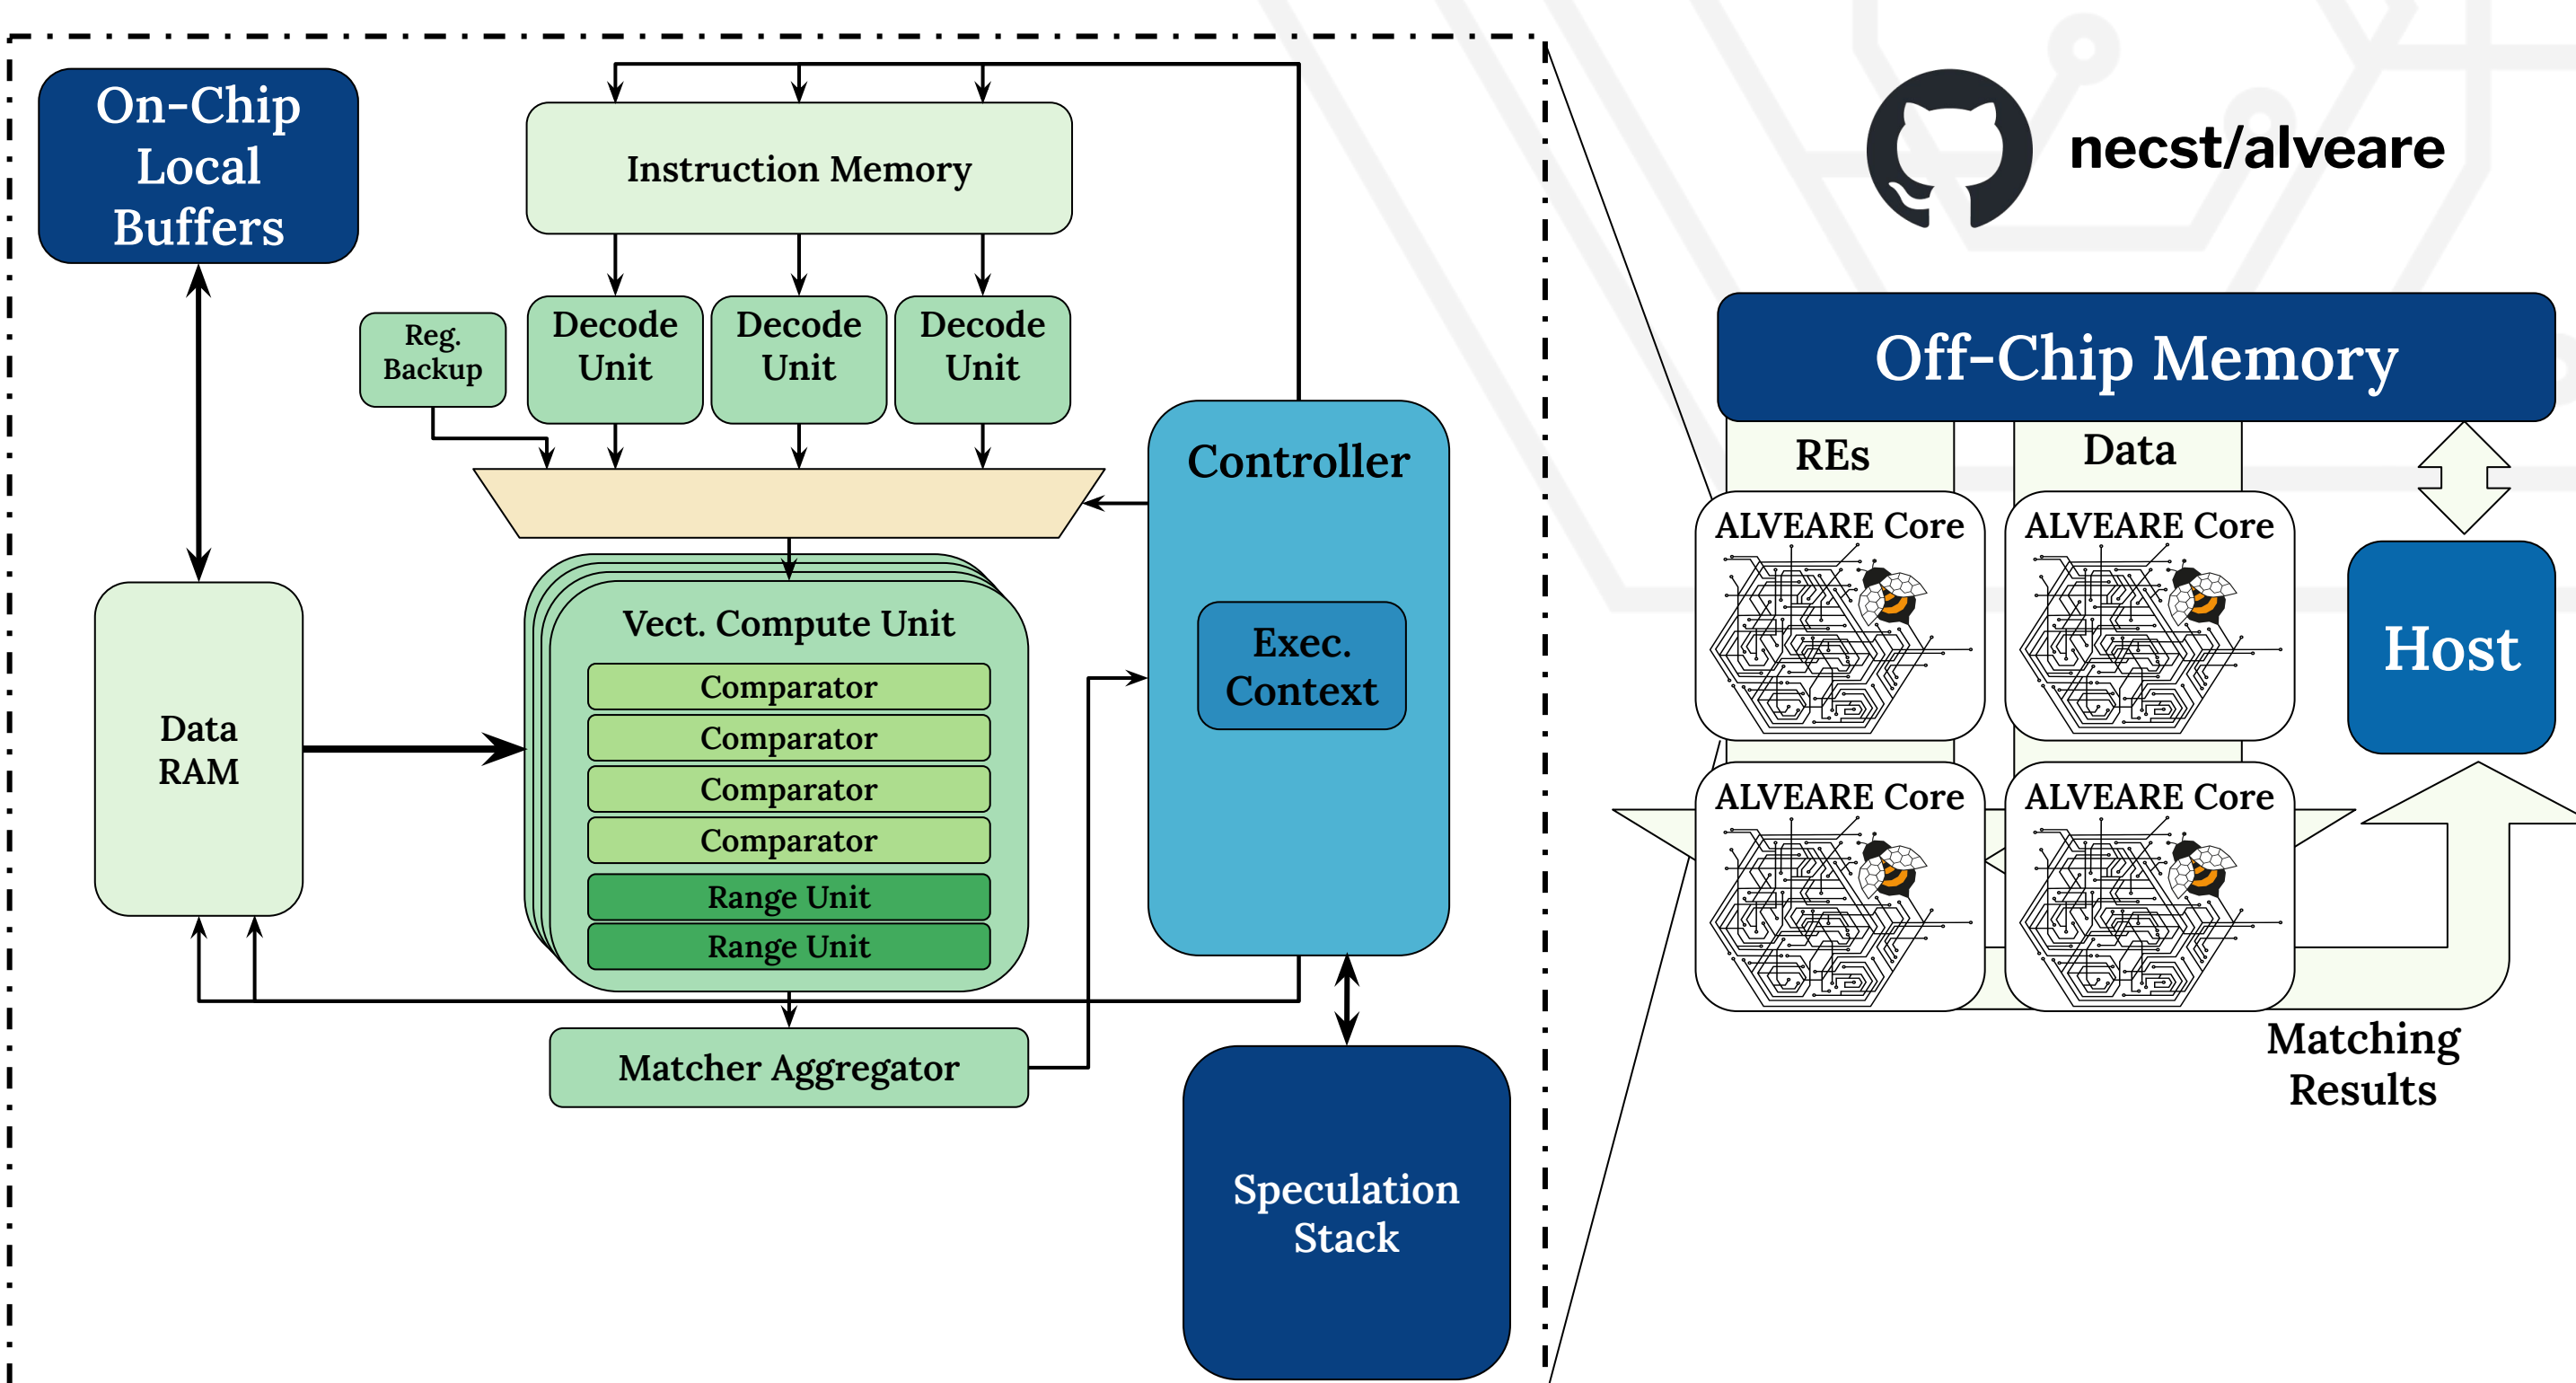 On-Chip
Local
Buffers
Instruction Memory
Reg.
Backup
Decode
Unit
Decode
Unit
Decode
Unit
Controller
Exec.
Context
Vect. Compute Unit
Comparator
Comparator
Comparator
Comparator
Range Unit
Range Unit
Data
RAM
Matcher Aggregator
Speculation
Stack
necst/alveare
Off-Chip Memory
REs
Data
ALVEARE Core
ALVEARE Core
Host
ALVEARE Core
ALVEARE Core
Matching
Results